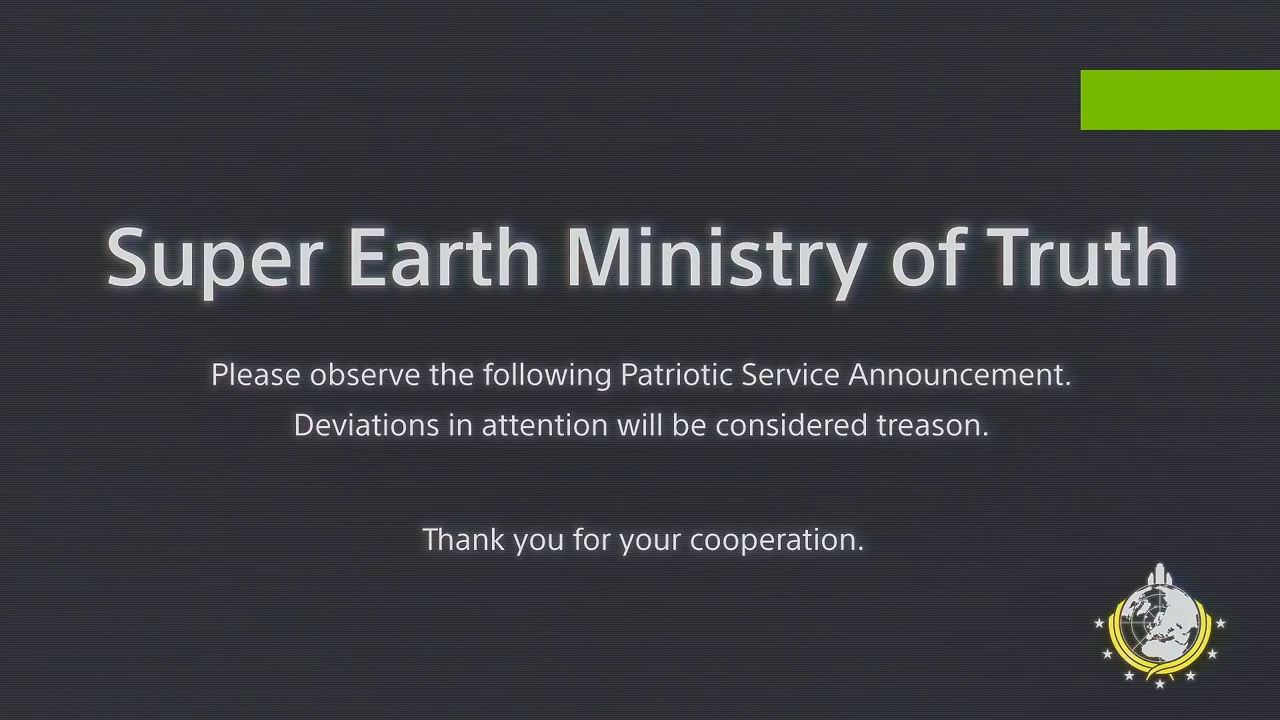 Super Earth Ministry of Truth
Please observe the following Patriotic Service Announcement.
Deviations in attention will be considered treason.
Thank you for your cooperation.